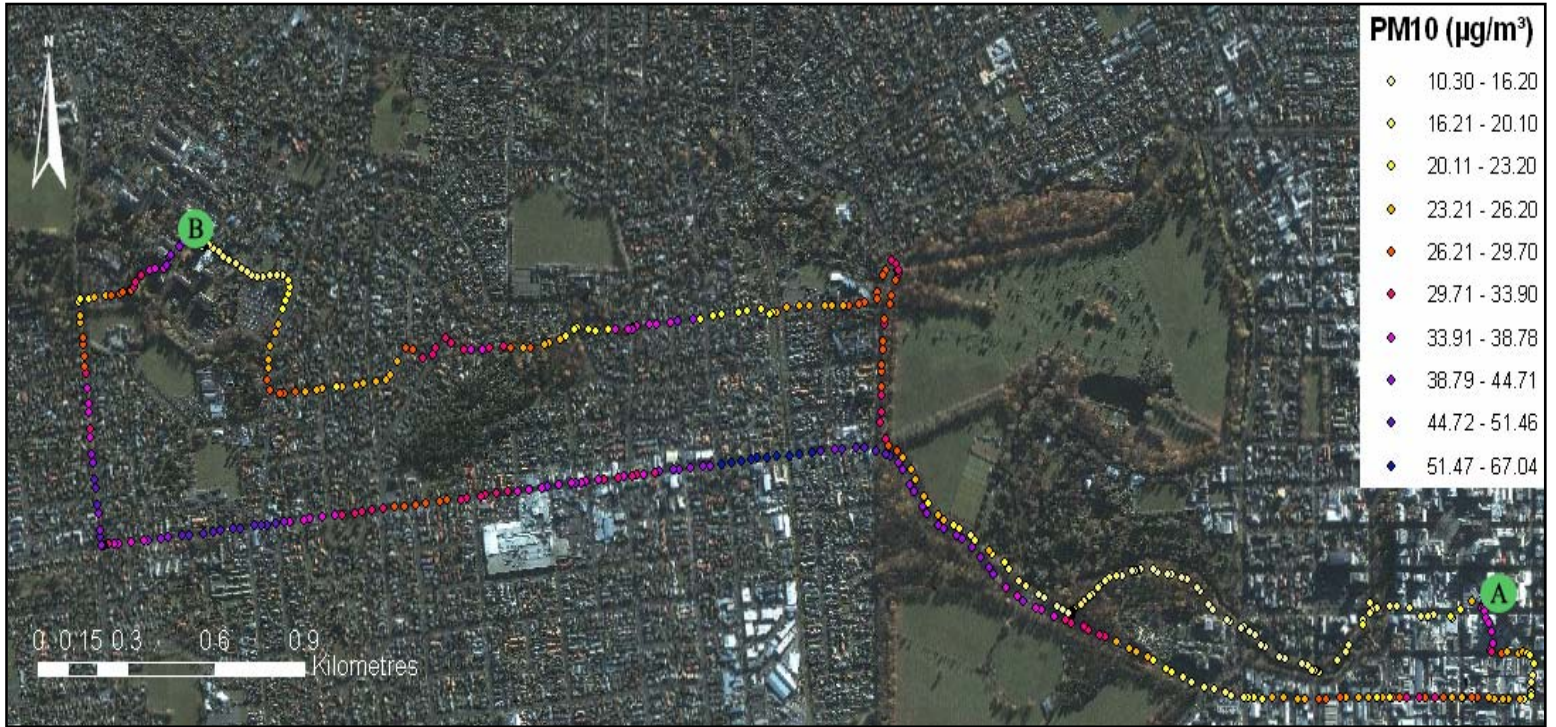 N
B
A
0 0.15 0.3 0.6 0.9
Kilometres
PM10 (µg/m³)
10.30 - 16.20
16.21 - 20.10
20.11 - 23.20
23.21 - 26.20
26.21 - 29.70
29.71 - 33.90
33.91 - 38.78
38.79 - 44.71
44.72 - 51.46
51.47 - 67.04